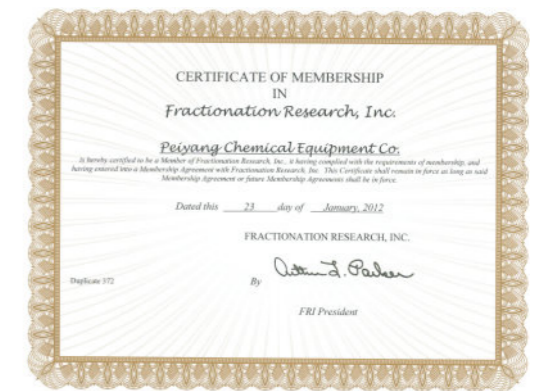 CERTIFICATE OF MEMBERSHIP
IN
Fractionation Research, Inc.
Peiyang Chemical Equipment Co.
is hereby certified to be a Member of Fractionation Research, Inc., it having complied with the requirements of membership, and
having entered into a Membership Agreement with Fractionation Research, Inc. This Certificate shall remain in force as long as said
Membership Agreement or future Membership Agreements shall be in force.
Dated this 23 day of January, 2012
FRACTIONATION RESEARCH, INC.
Duplicate 372
By
FRI President